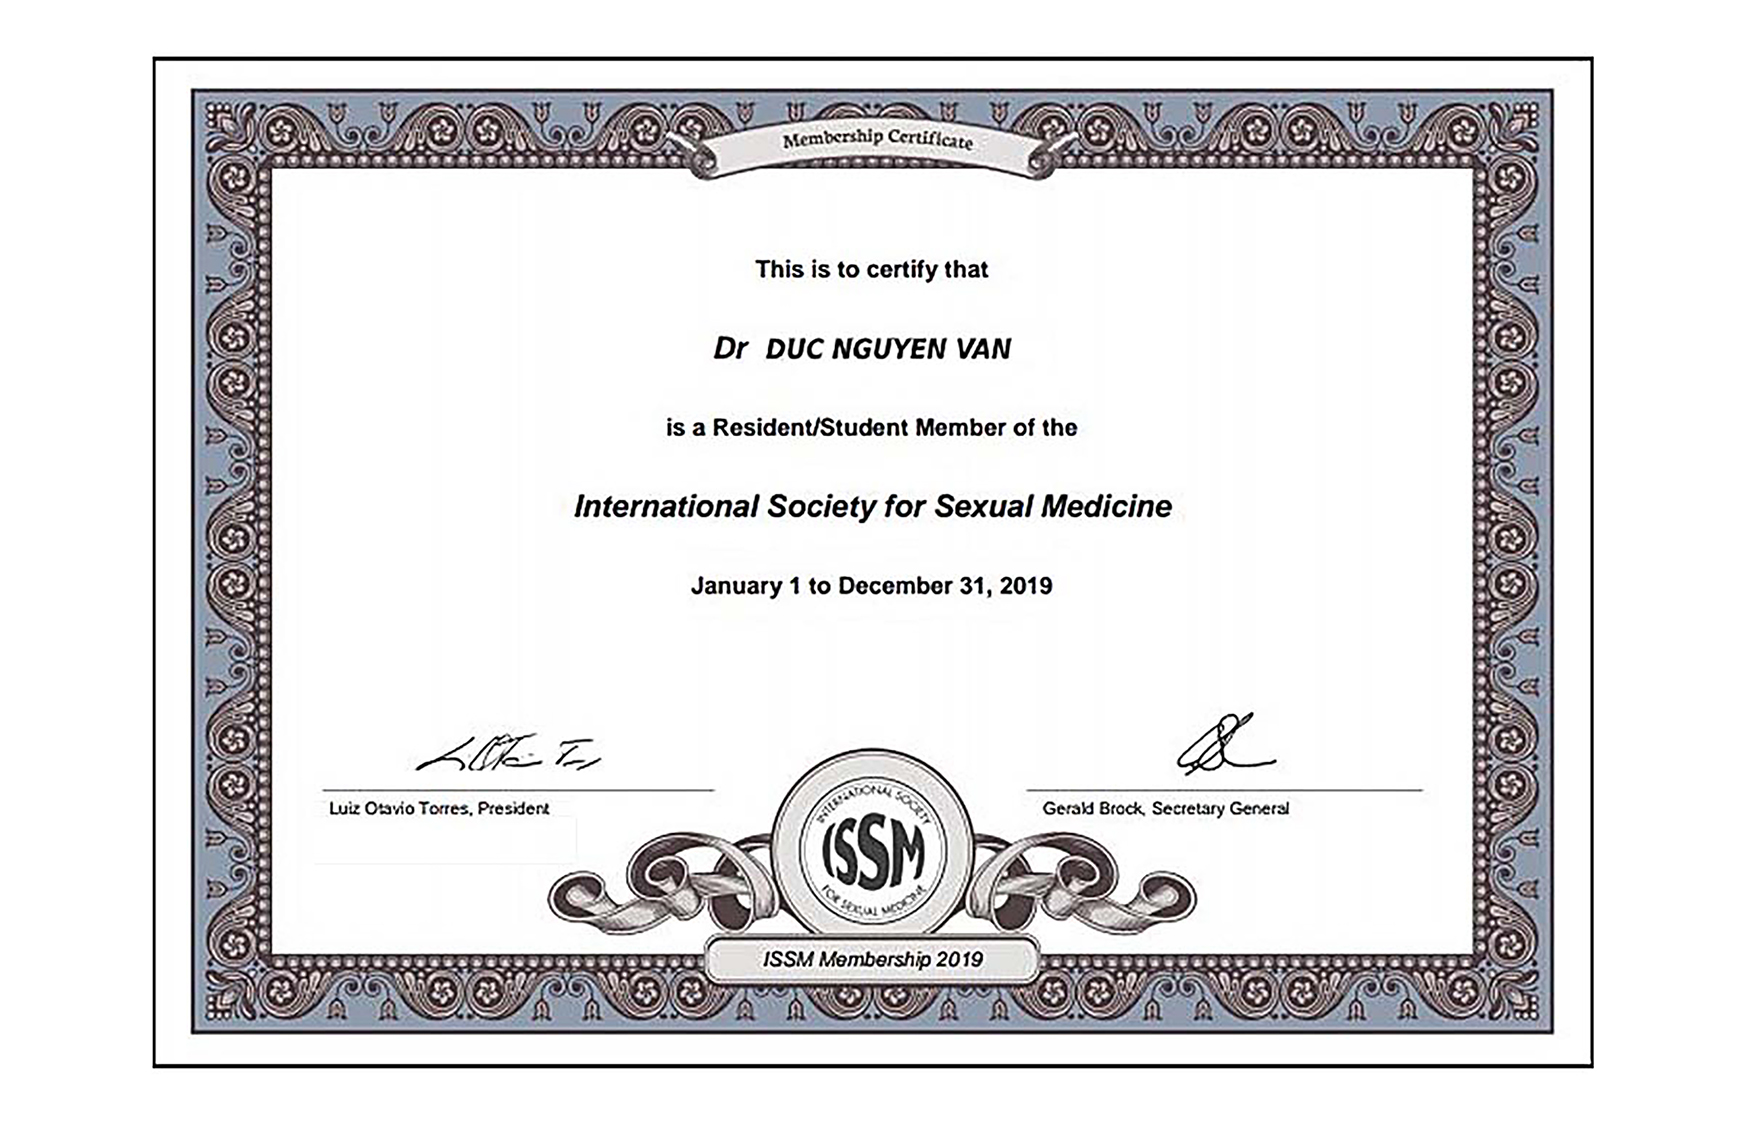 Membership Certificate
This is to certify that
Dr DUC NGUYEN VAN
is a Resident/Student Member of the
International Society for Sexual Medicine
January 1 to December 31, 2019
Luiz Otavio Torres, President
Gerald Brock, Secretary General
INTERNATIONAL SOCIETY
ISSM
FOR SEXUAL MEDICINE
ISSM Membership 2019